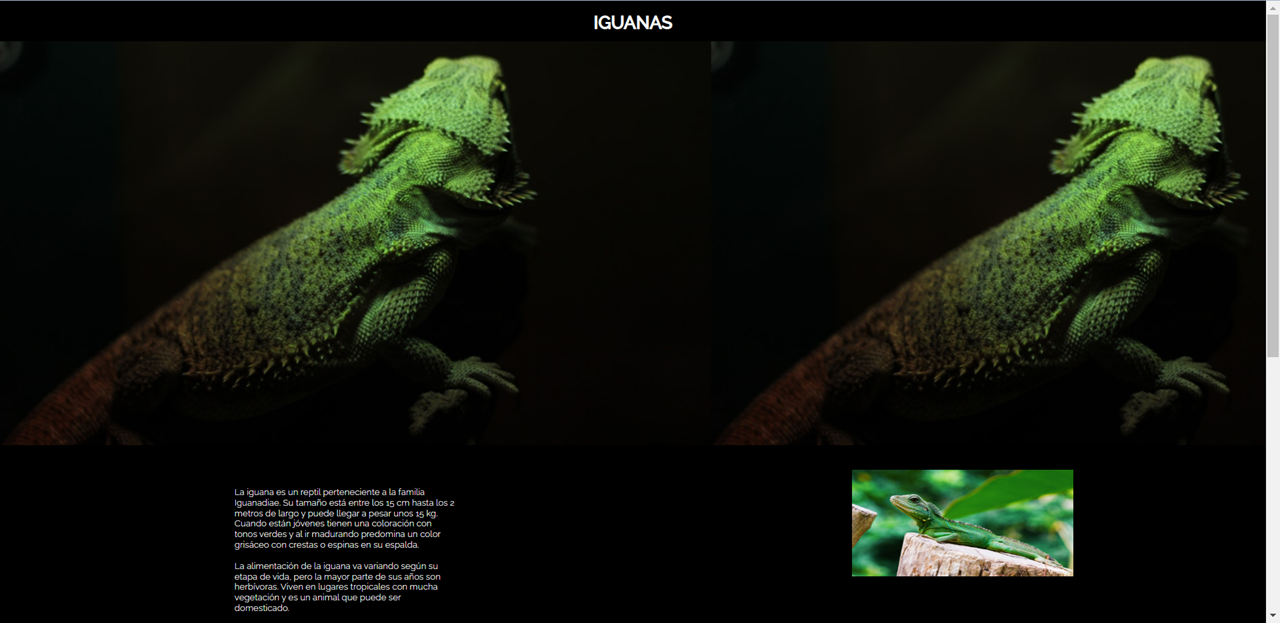 IGUANAS
La iguana es un reptil perteneciente a la familia
Iguanadiae. Su tamaño está entre los 15 cm hasta los 2
metros de largo y puede llegar a pesar unos 15 kg.
Cuando están jóvenes tienen una coloración con
tonos verdes y al ir madurando predomina un color
grisáceo con crestas o espinas en su espalda.
La alimentación de la iguana va variando según su
etapa de vida, pero la mayor parte de sus años son
herbívoras. Viven en lugares tropicales con mucha
vegetación y es un animal que puede ser
domesticado.